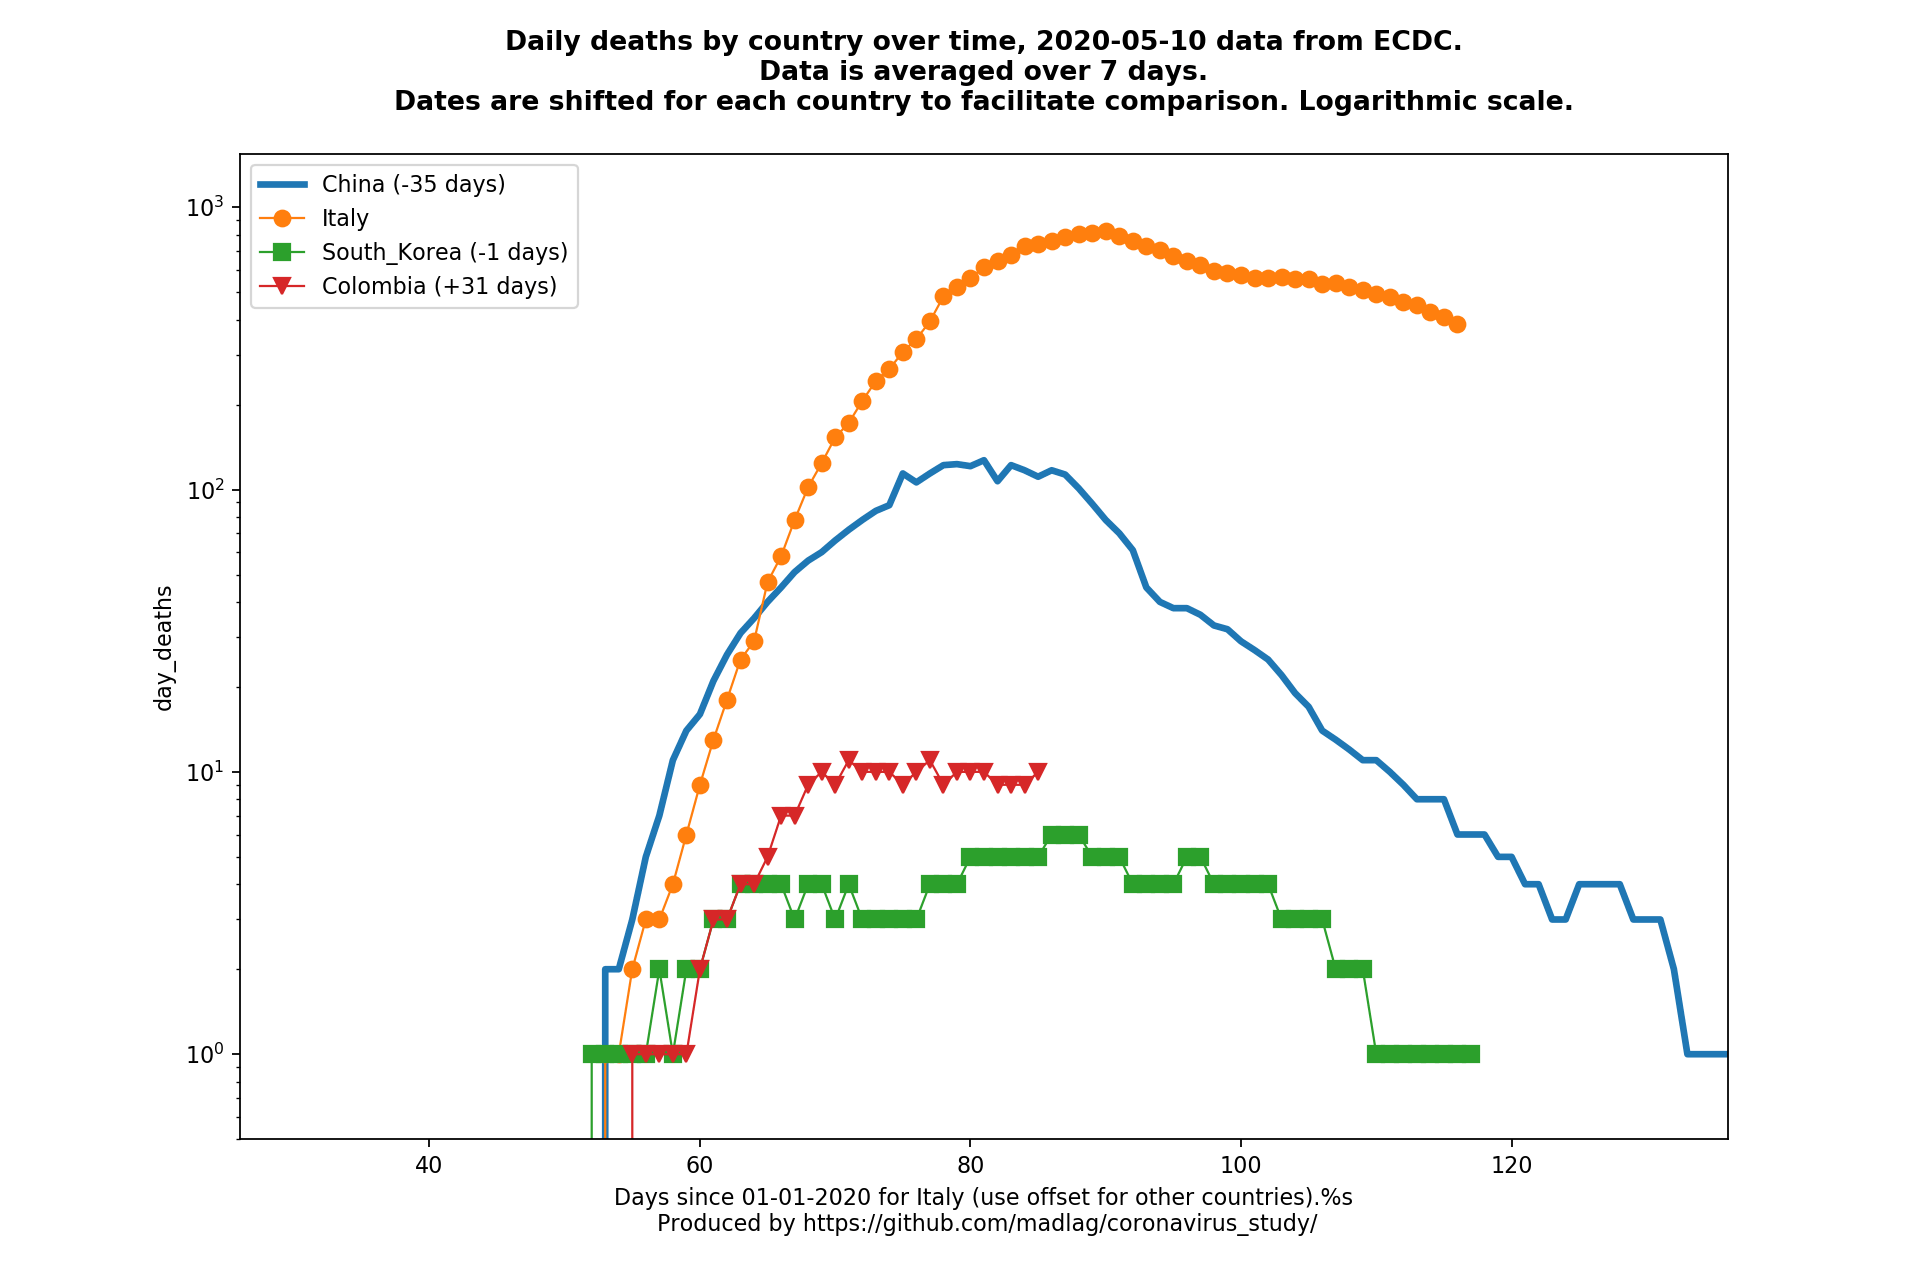 Daily deaths by country over time, 2020-05-10 data from ECDC.
Data is averaged over 7 days.
Dates are shifted for each country to facilitate comparison. Logarithmic scale.
China (-35 days)
Italy
South_Korea (-1 days)
Colombia (+31 days)
10³
10²
10¹
10⁰
day_deaths
40 60 80 100 120
Days since 01-01-2020 for Italy (use offset for other countries).%s
Produced by https://github.com/madlag/coronavirus_study/